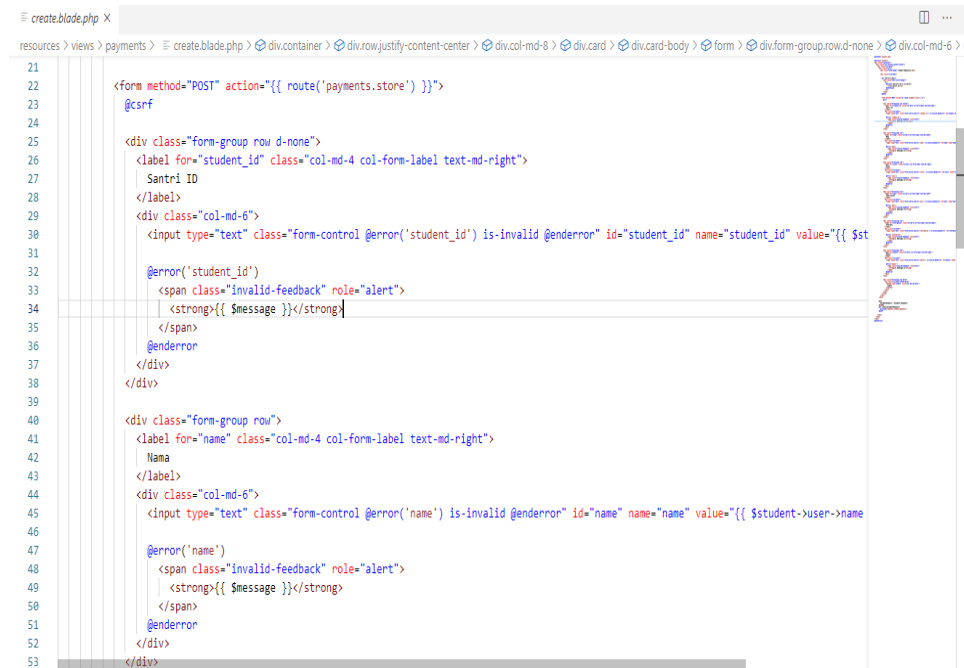 create.blade.php ×
resources > views > payments > create.blade.php > div.container > div.row.justify-content-center > div.col-md-8 > div.card > div.card-body > form > div.form-group.row.d-none > div.col-md-6 >
21
22 <form method="POST" action="{{ route('payments.store') }}">
23 @csrf
24
25 <div class="form-group row d-none">
26 <label for="student_id" class="col-md-4 col-form-label text-md-right">
27 Santri ID
28 </label>
29 <div class="col-md-6">
30 <input type="text" class="form-control @error('student_id') is-invalid @enderror" id="student_id" name="student_id" value="{{ $st
31
32 @error('student_id')
33 <span class="invalid-feedback" role="alert">
34 <strong>{{ $message }}</strong>
35 </span>
36 @enderror
37 </div>
38 </div>
39
40 <div class="form-group row">
41 <label for="name" class="col-md-4 col-form-label text-md-right">
42 Nama
43 </label>
44 <div class="col-md-6">
45 <input type="text" class="form-control @error('name') is-invalid @enderror" id="name" name="name" value="{{ $student->user->name
46
47 @error('name')
48 <span class="invalid-feedback" role="alert">
49 <strong>{{ $message }}</strong>
50 </span>
51 @enderror
52 </div>
53 </div>